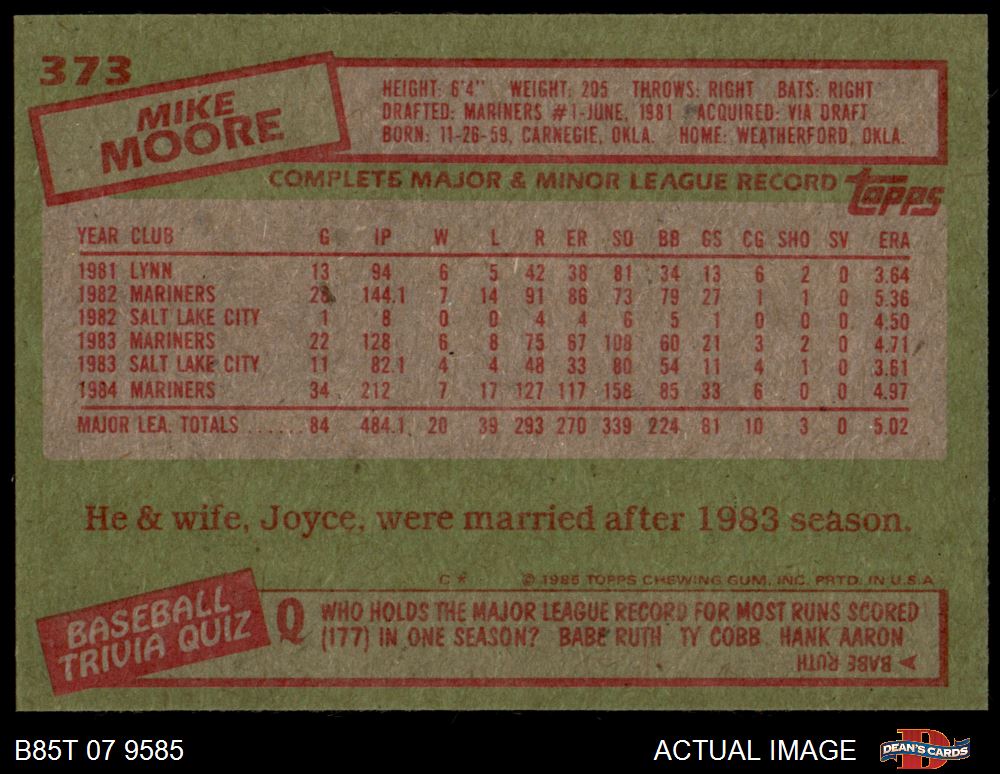 373
MIKE
MOORE
HEIGHT: 6'4" WEIGHT: 205 THROWS: RIGHT BATS: RIGHT
DRAFTED: MARINERS #1-JUNE, 1981 ACQUIRED: VIA DRAFT
BORN: 11-26-59, CARNEGIE, OKLA. HOME: WEATHERFORD, OKLA.
COMPLETE MAJOR & MINOR LEAGUE RECORD
topps
YEAR CLUB G IP W L R ER SO BB GS CG SHO SV ERA
1981 LYNN 13 94 6 5 42 38 81 34 13 6 2 0 3.64
1982 MARINERS 28 144.1 7 14 91 86 73 79 27 1 1 0 5.36
1982 SALT LAKE CITY 1 8 0 0 4 4 6 5 1 0 0 0 4.50
1983 MARINERS 22 128 6 8 75 67 108 60 21 3 2 0 4.71
1983 SALT LAKE CITY 11 82.1 4 4 48 33 80 54 11 4 1 0 3.61
1984 MARINERS 34 212 7 17 127 117 158 85 33 6 0 0 4.97
MAJOR LEA. TOTALS ...... 84 484.1 20 39 293 270 339 224 81 10 3 0 5.02
He & wife, Joyce, were married after 1983 season.
C* © 1985 TOPPS CHEWING GUM, INC. PRTD. IN U.S.A.
BASEBALL
TRIVIA QUIZ
Q WHO HOLDS THE MAJOR LEAGUE RECORD FOR MOST RUNS SCORED
(177) IN ONE SEASON? BABE RUTH TY COBB HANK AARON
A BABE RUTH
B85T 07 9585
ACTUAL IMAGE
DEAN'S CARDS